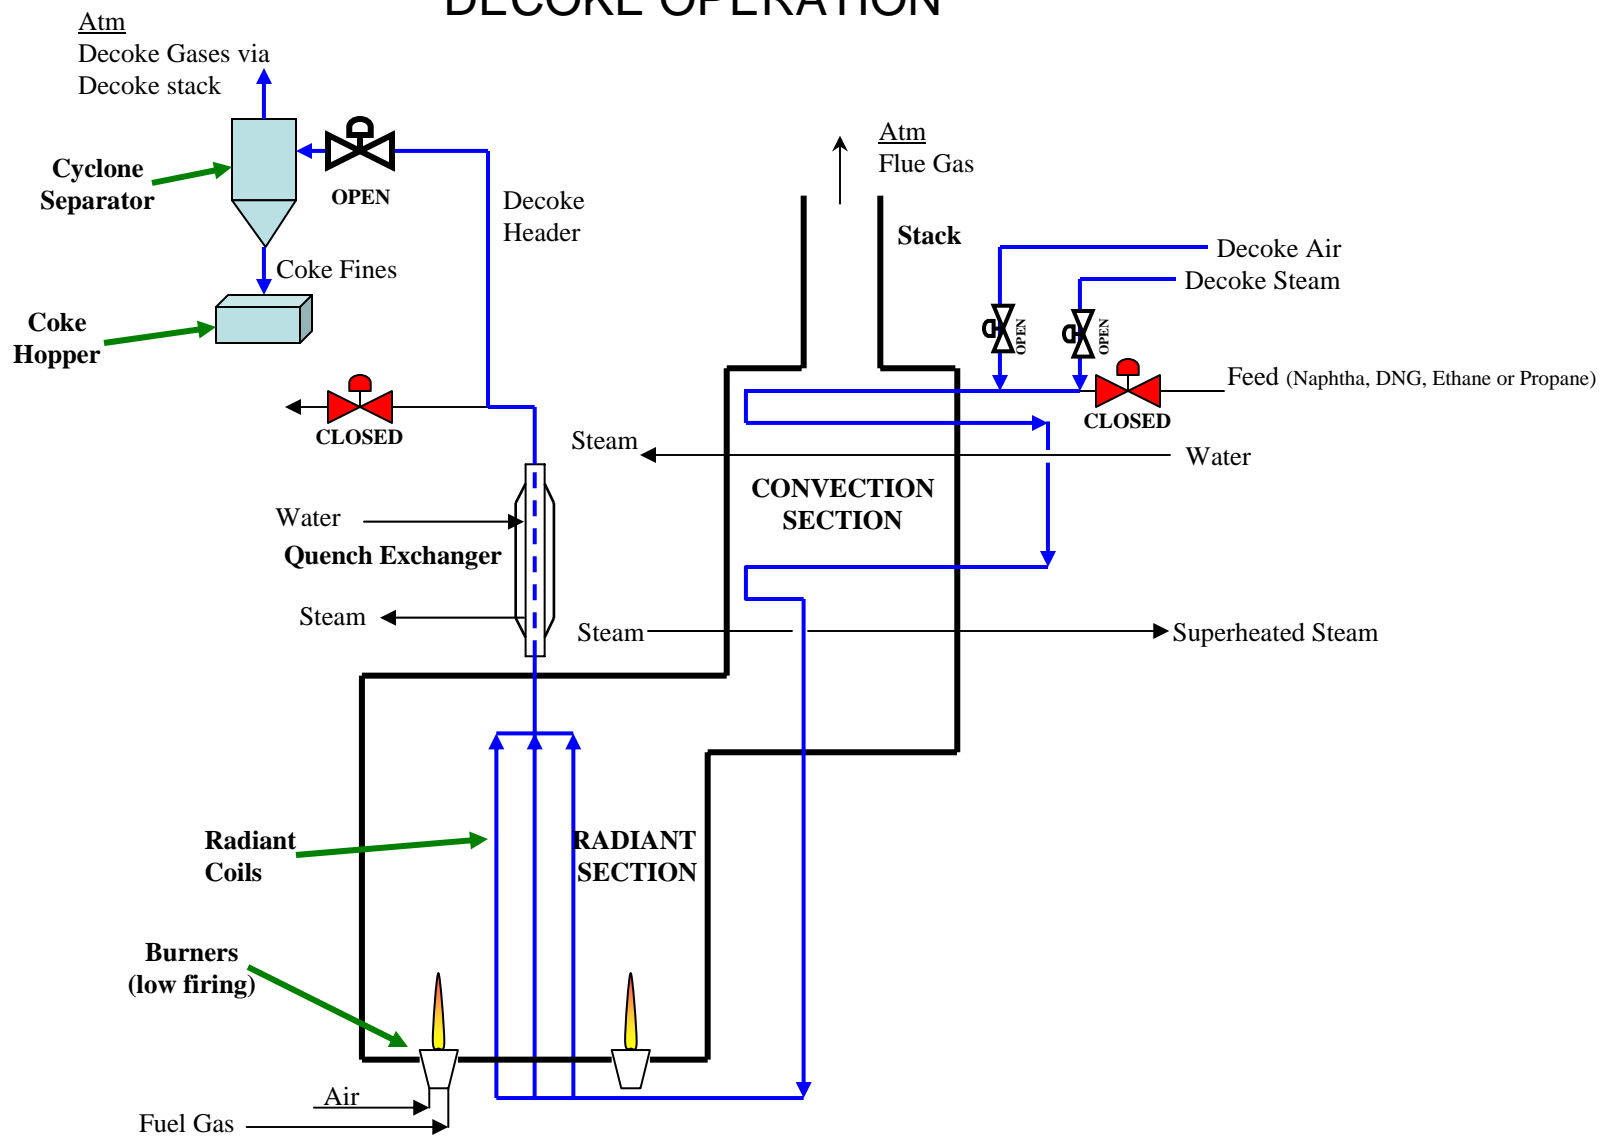 DECOKE OPERATION
Atm
Decoke Gases via
Decoke stack
Cyclone
Separator
OPEN
Decoke
Header
Coke Fines
Coke
Hopper
CLOSED
Atm
Flue Gas
Stack
Decoke Air
Decoke Steam
OPEN
OPEN
Feed (Naphtha, DNG, Ethane or Propane)
CLOSED
Steam
Water
CONVECTION
SECTION
Water
Quench Exchanger
Steam
Steam
Superheated Steam
Radiant
Coils
RADIANT
SECTION
Burners
(low firing)
Air
Fuel Gas